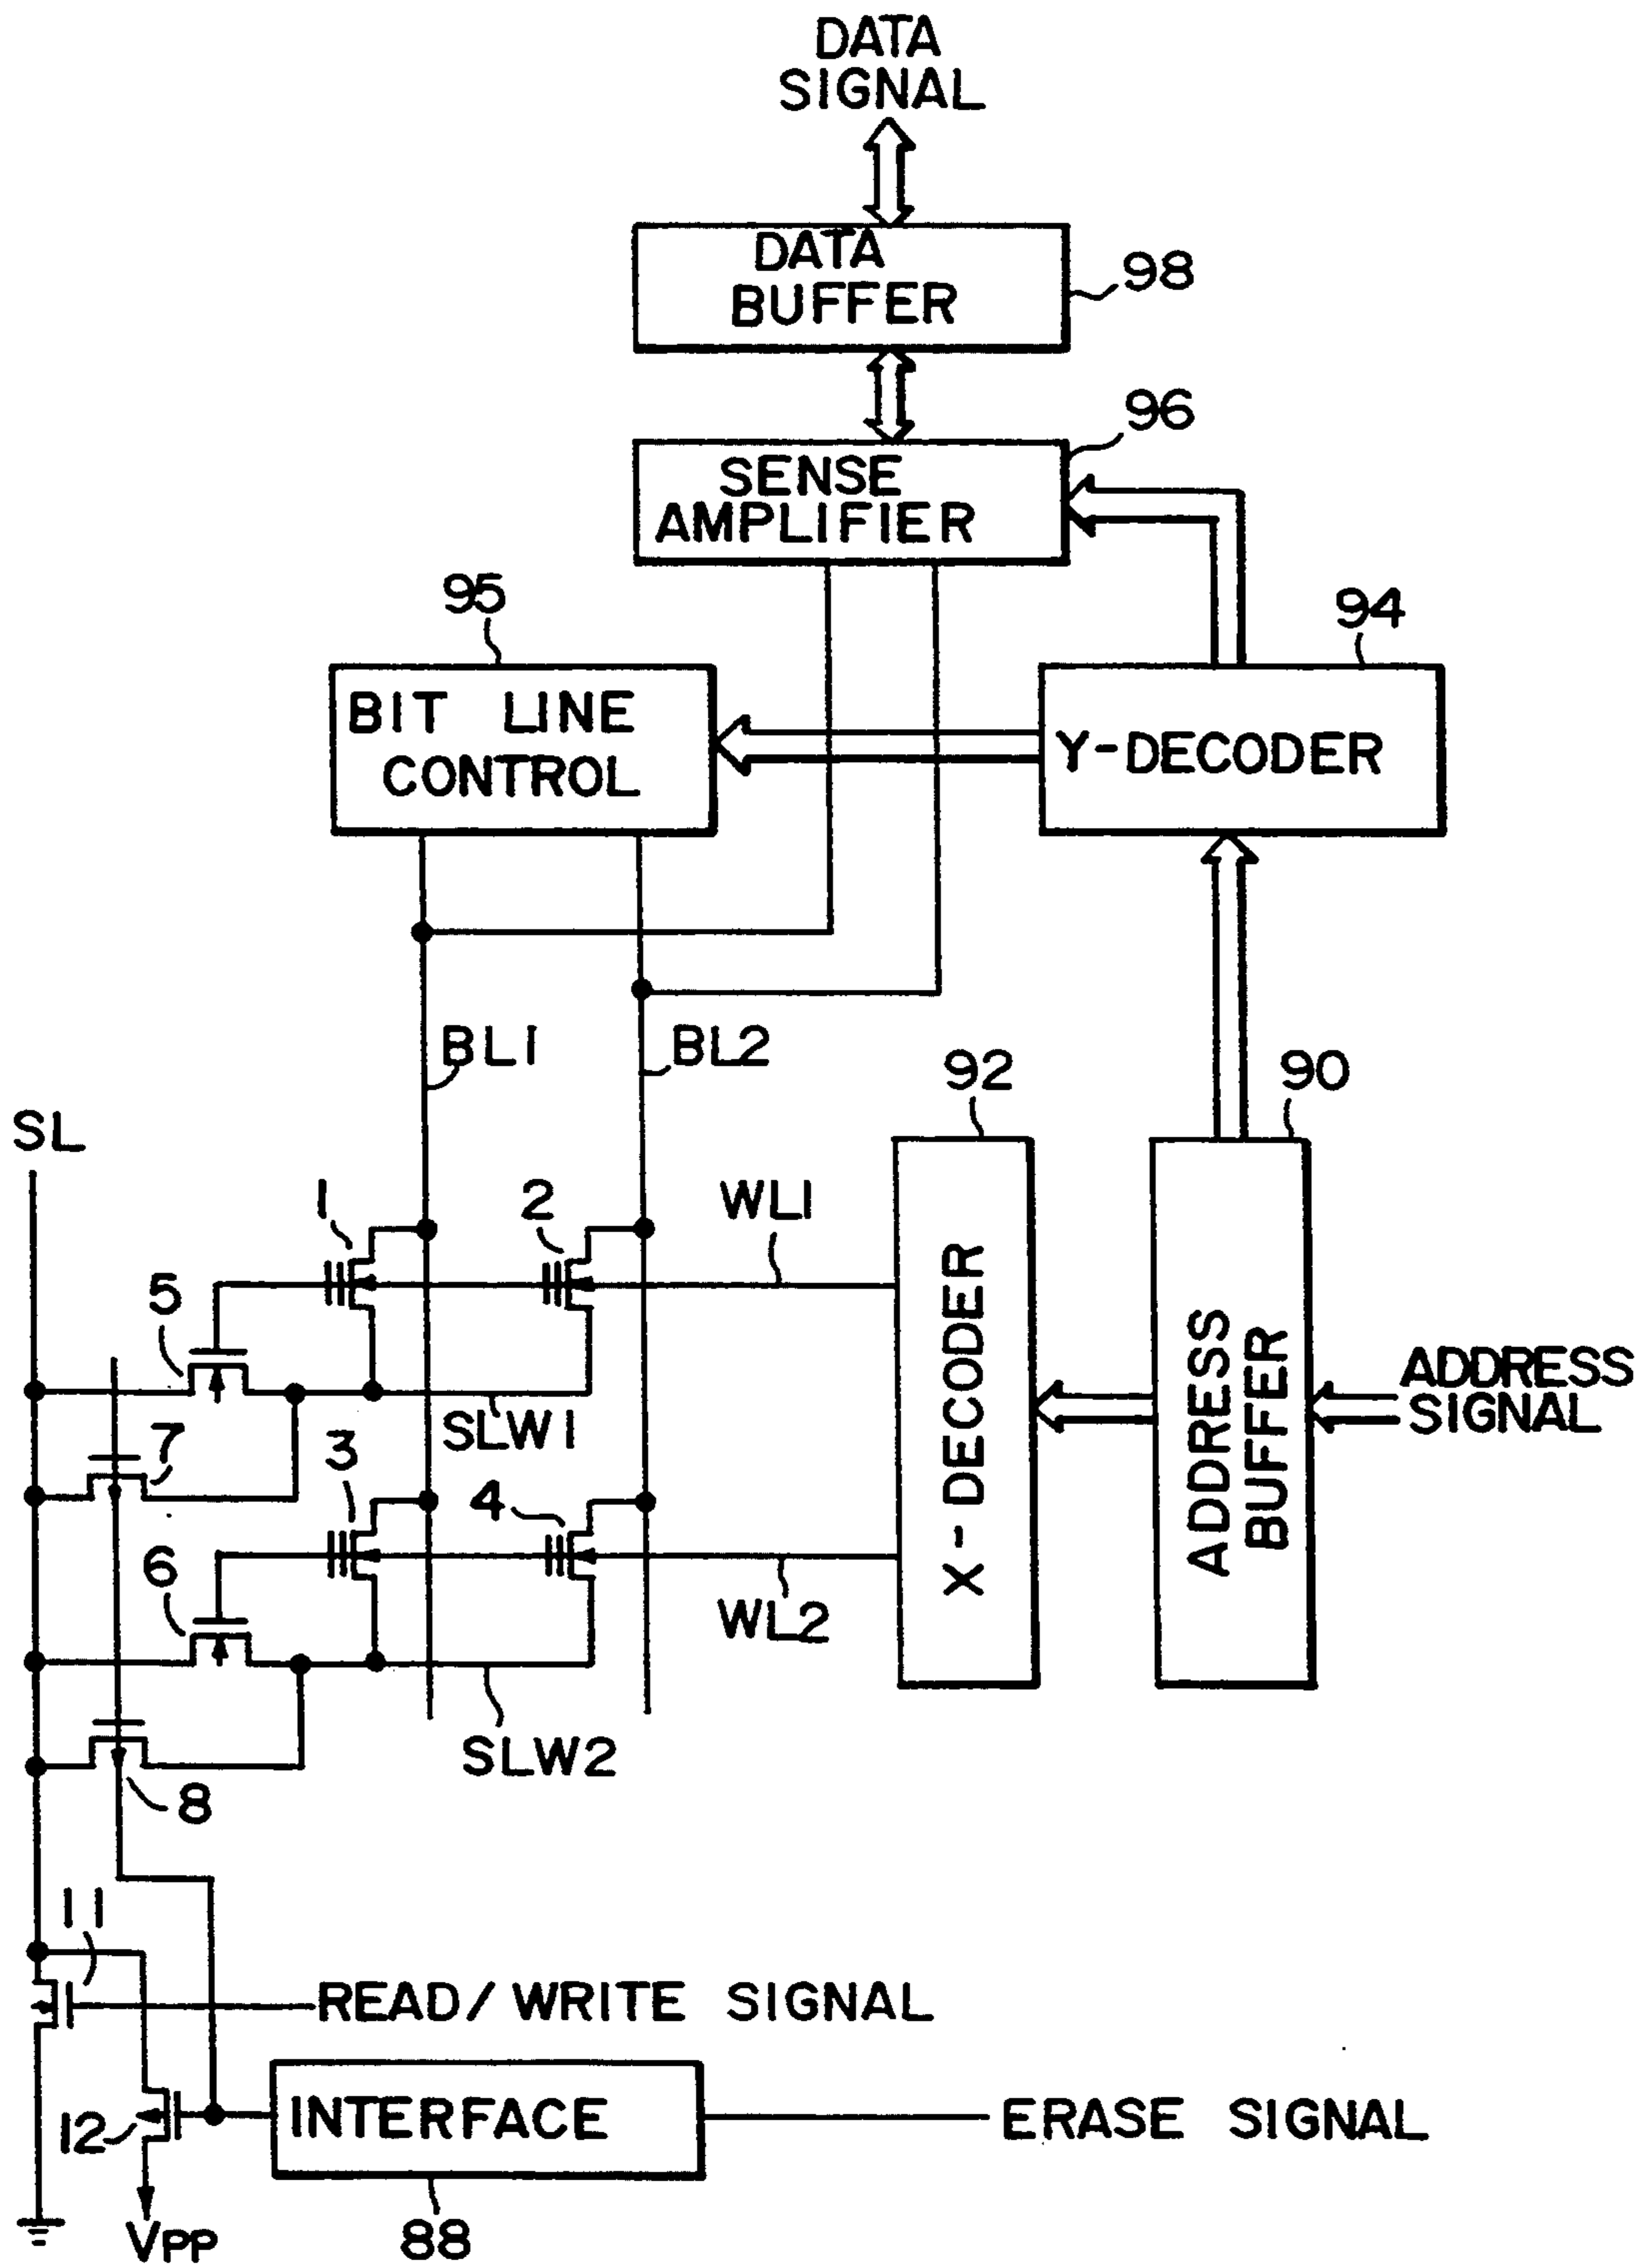 DATA
SIGNAL
DATA
BUFFER
98
96
SENSE
AMPLIFIER
95
94
BIT LINE
CONTROL
Y-DECODER
BL1
BL2
92
90
SL
1
2
WL1
5
X-DECODER
ADDRESS
BUFFER
ADDRESS
SIGNAL
SLW1
7
3
4
6
WL2
SLW2
8
11
READ/WRITE SIGNAL
12
INTERFACE
ERASE SIGNAL
VPP
88